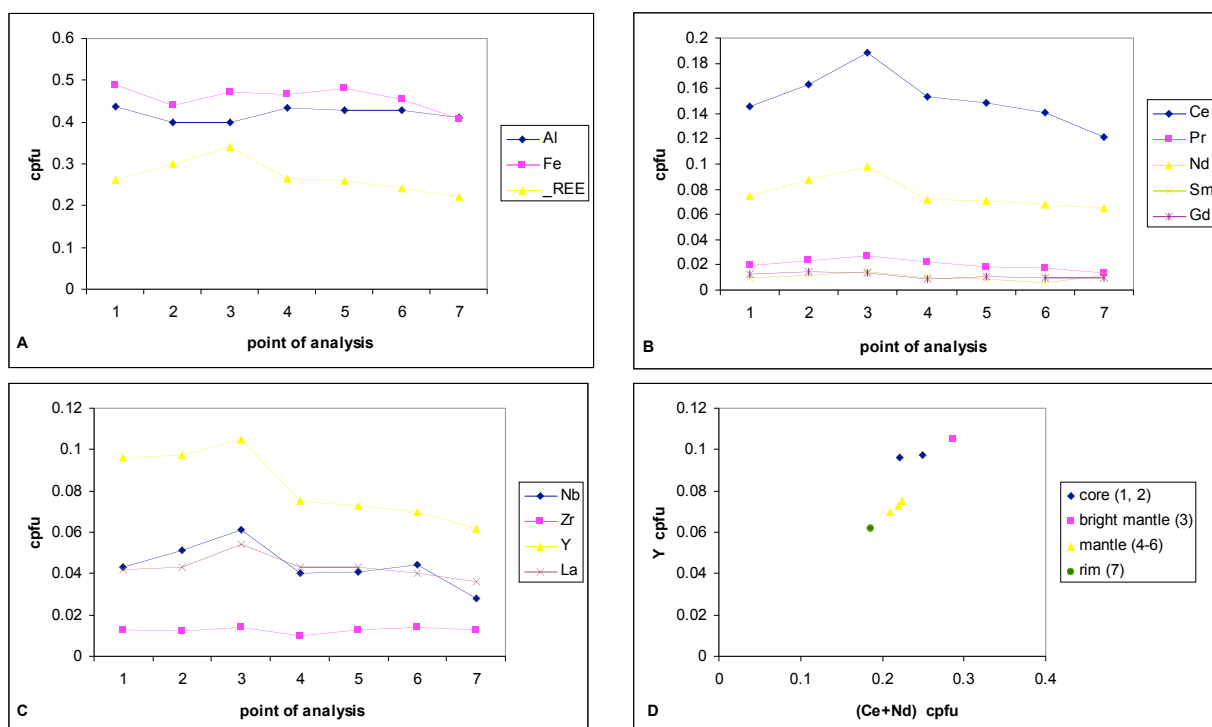 0.6
0.5
0.4
0.3
0.2
0.1
0
cpfu
1 2 3 4 5 6 7
point of analysis
A
Al
Fe
_REE
0.2
0.18
0.16
0.14
0.12
0.1
0.08
0.06
0.04
0.02
0
cpfu
1 2 3 4 5 6 7
point of analysis
B
Ce
Pr
Nd
Sm
Gd
0.12
0.1
0.08
0.06
0.04
0.02
0
cpfu
1 2 3 4 5 6 7
point of analysis
C
Nb
Zr
Y
La
0.12
0.1
0.08
0.06
0.04
0.02
0
Y cpfu
0 0.1 0.2 0.3 0.4
(Ce+Nd) cpfu
D
core (1, 2)
bright mantle (3)
mantle (4-6)
rim (7)